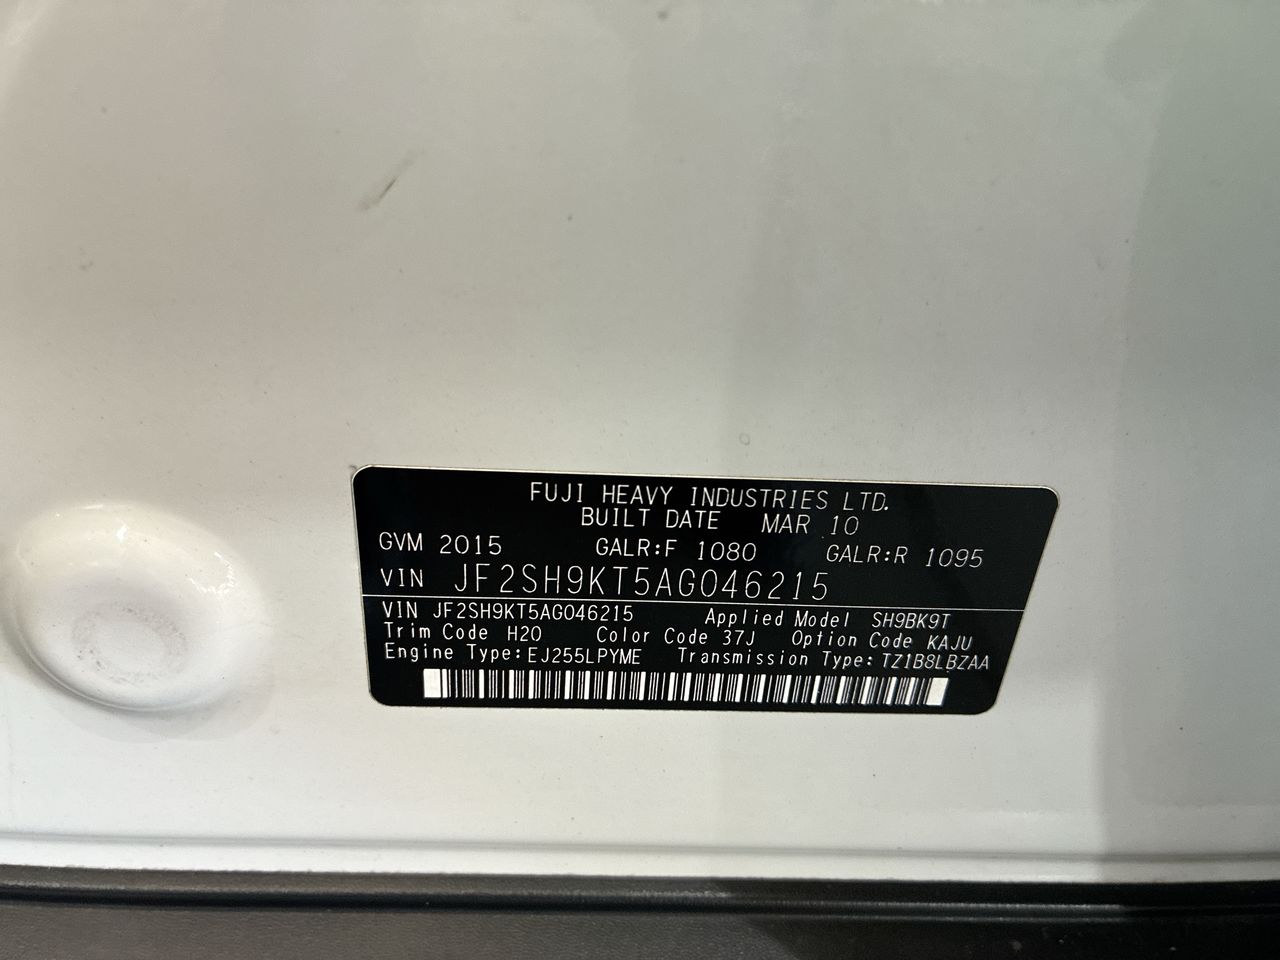 FUJI HEAVY INDUSTRIES LTD.
BUILT DATE MAR 10
GVM 2015 GALR:F 1080 GALR:R 1095
VIN JF2SH9KT5AG046215
VIN JF2SH9KT5AG046215 Applied Model SH9BK9T
Trim Code H20 Color Code 37J Option Code KAJU
Engine Type:EJ255LPYME Transmission Type:TZ1B8LBZAA